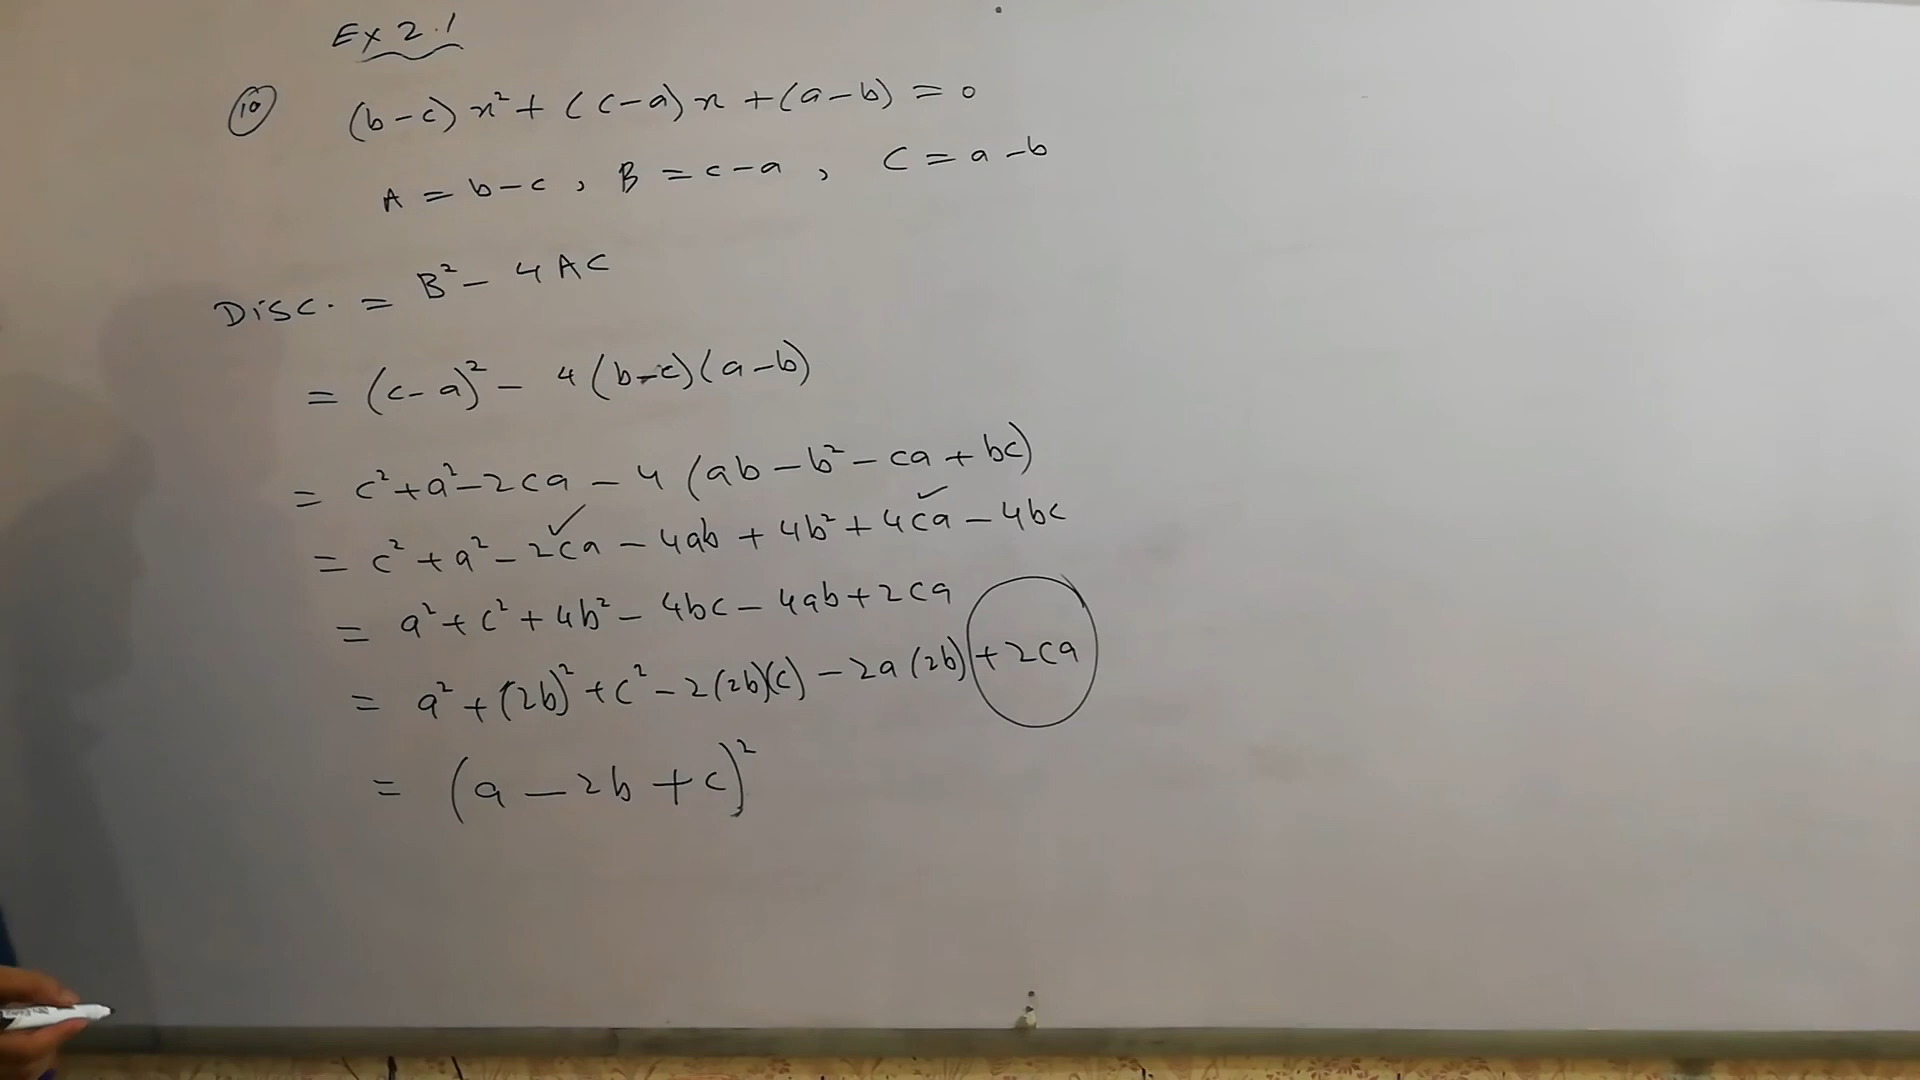 Ex 2.1
10 (b-c)x²+(c-a)x+(a-b)=0
A = b-c, B = c-a, C = a-b
Disc. = B² - 4AC
= (c-a)² - 4(b-c)(a-b)
= c²+a²-2ca - 4(ab-b²-ca+bc)
= c²+a²-2ca-4ab+4b²+4ca-4bc
= a²+c²+4b²-4bc-4ab+2ca
= a²+(2b)²+c²-2(2b)(c)-2a(2b)+2ca
= (a-2b+c)²